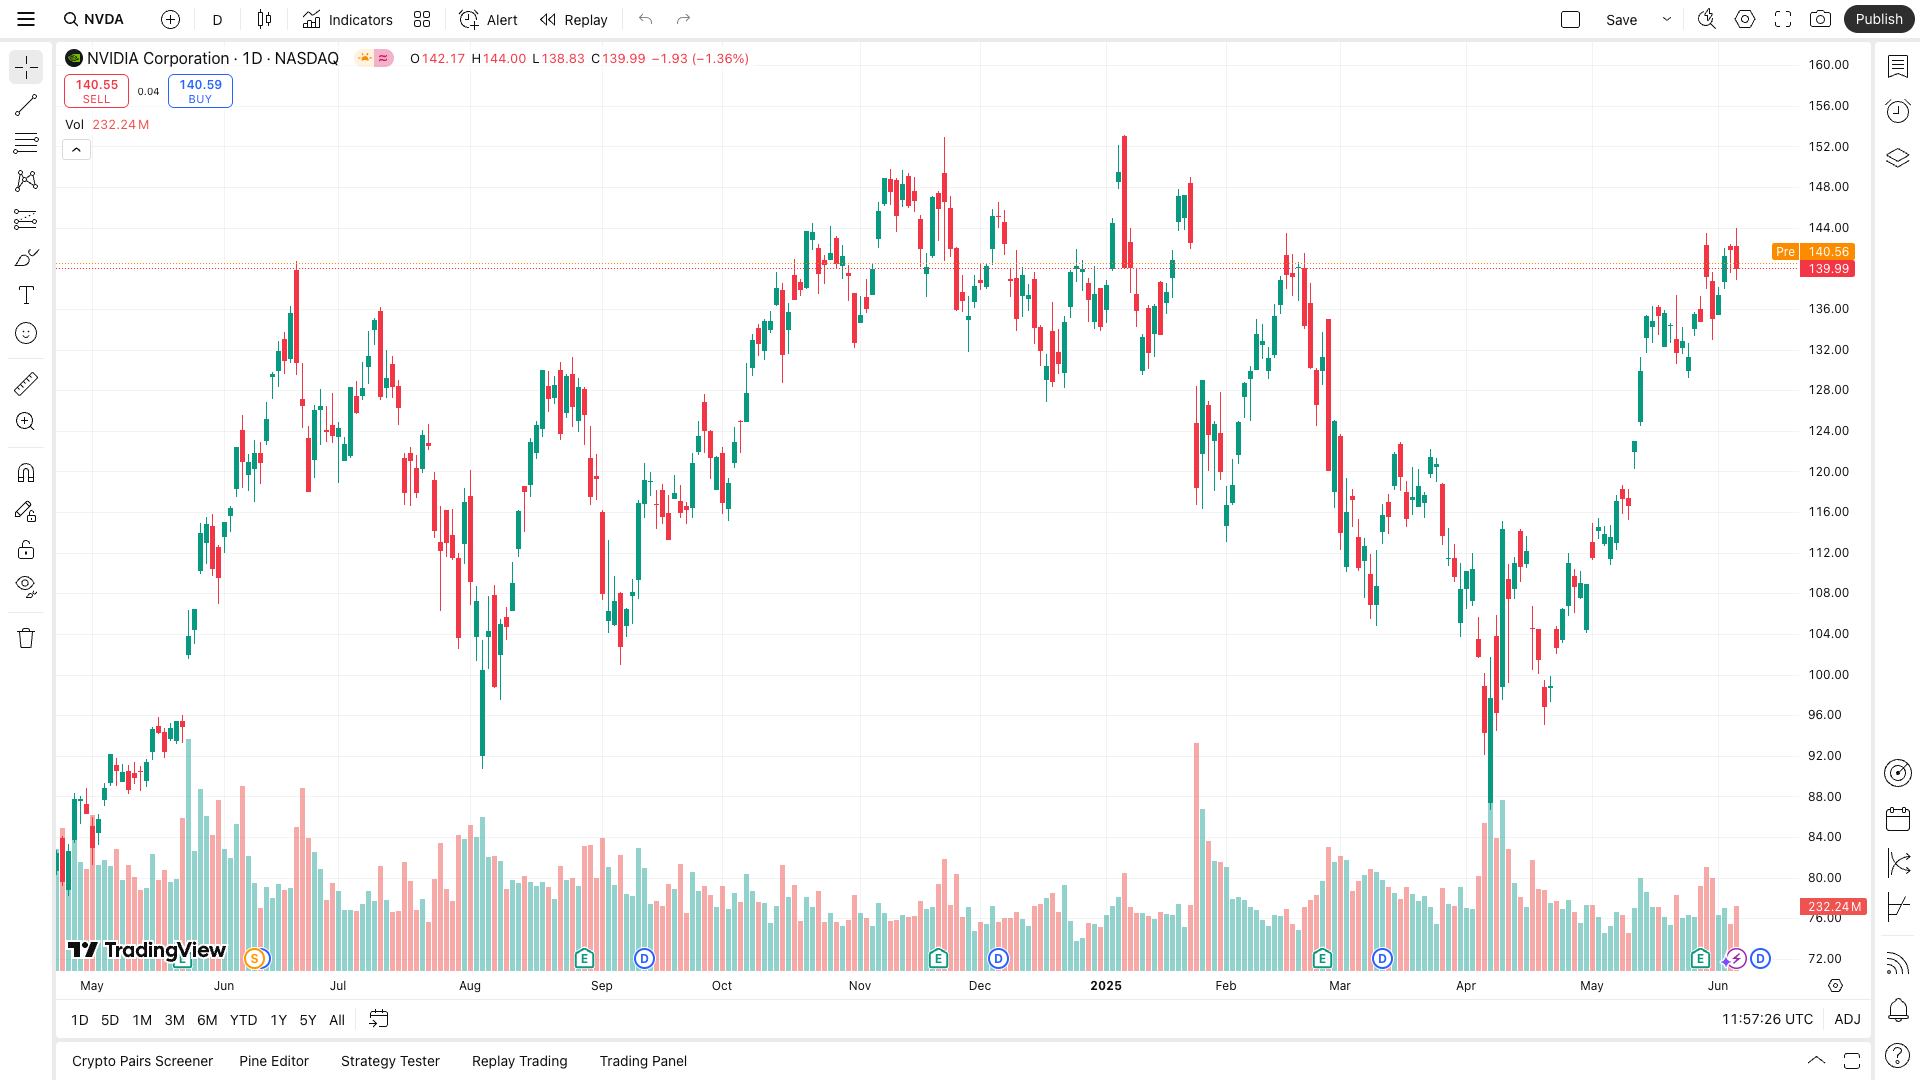 NVDA D Indicators Alert Replay Save Publish
NVIDIA Corporation · 1D · NASDAQ O142.17 H144.00 L138.83 C139.99 −1.93 (−1.36%)
140.55 SELL 0.04 140.59 BUY
Vol 232.24M
160.00
156.00
152.00
148.00
144.00
Pre 140.56
139.99
136.00
132.00
128.00
124.00
120.00
116.00
112.00
108.00
104.00
100.00
96.00
92.00
88.00
84.00
80.00
232.24M
76.00
72.00
TradingView
S E D E D E D E D
May Jun Jul Aug Sep Oct Nov Dec 2025 Feb Mar Apr May Jun
1D 5D 1M 3M 6M YTD 1Y 5Y All 11:57:26 UTC ADJ
Crypto Pairs Screener Pine Editor Strategy Tester Replay Trading Trading Panel